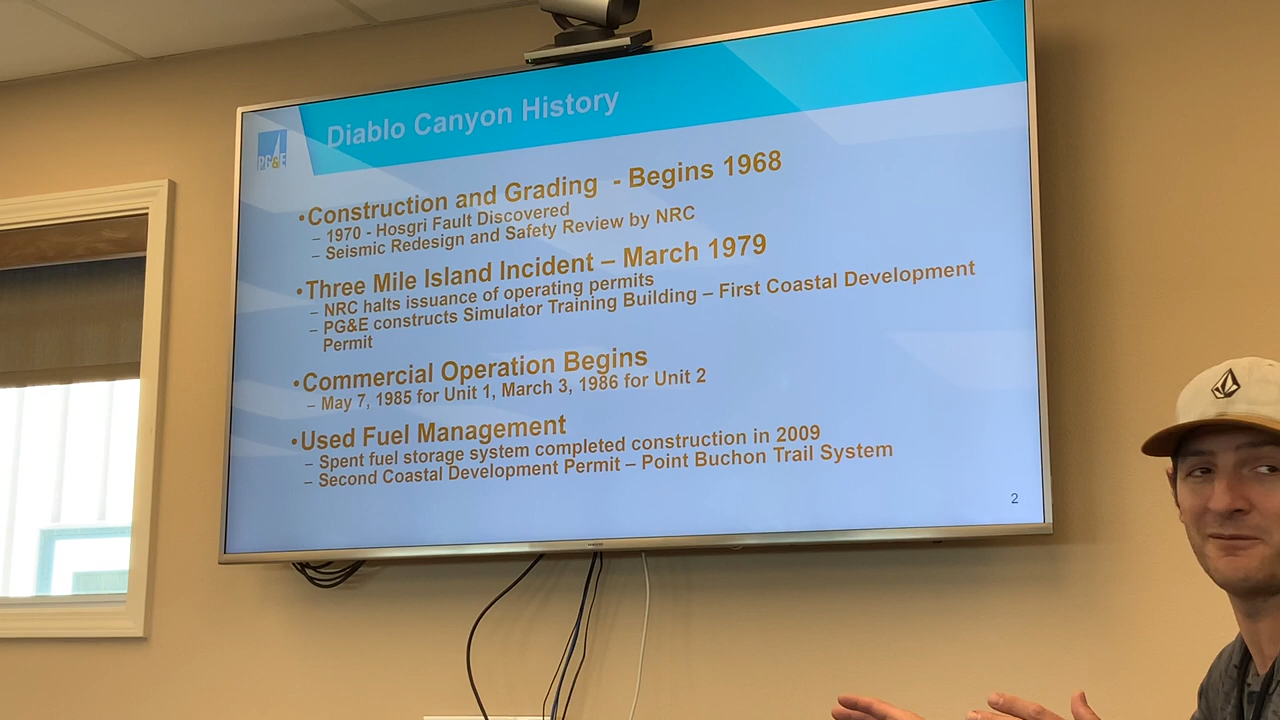 Diablo Canyon History
PG&E
•Construction and Grading - Begins 1968
– 1970 - Hosgri Fault Discovered
– Seismic Redesign and Safety Review by NRC
•Three Mile Island Incident – March 1979
– NRC halts issuance of operating permits
– PG&E constructs Simulator Training Building – First Coastal Development
Permit
•Commercial Operation Begins
– May 7, 1985 for Unit 1, March 3, 1986 for Unit 2
•Used Fuel Management
– Spent fuel storage system completed construction in 2009
– Second Coastal Development Permit – Point Buchon Trail System
2